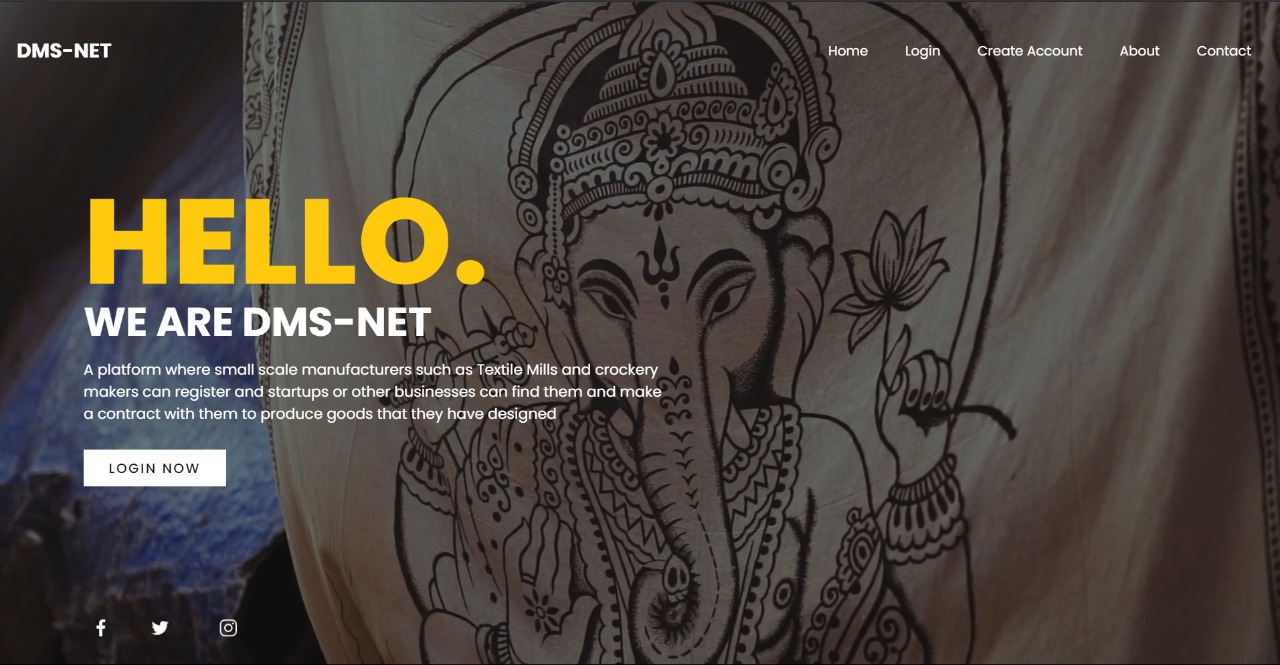 DMS-NET
Home Login Create Account About Contact
HELLO.
WE ARE DMS-NET
A platform where small scale manufacturers such as Textile Mills and crockery
makers can register and startups or other businesses can find them and make
a contract with them to produce goods that they have designed
LOGIN NOW